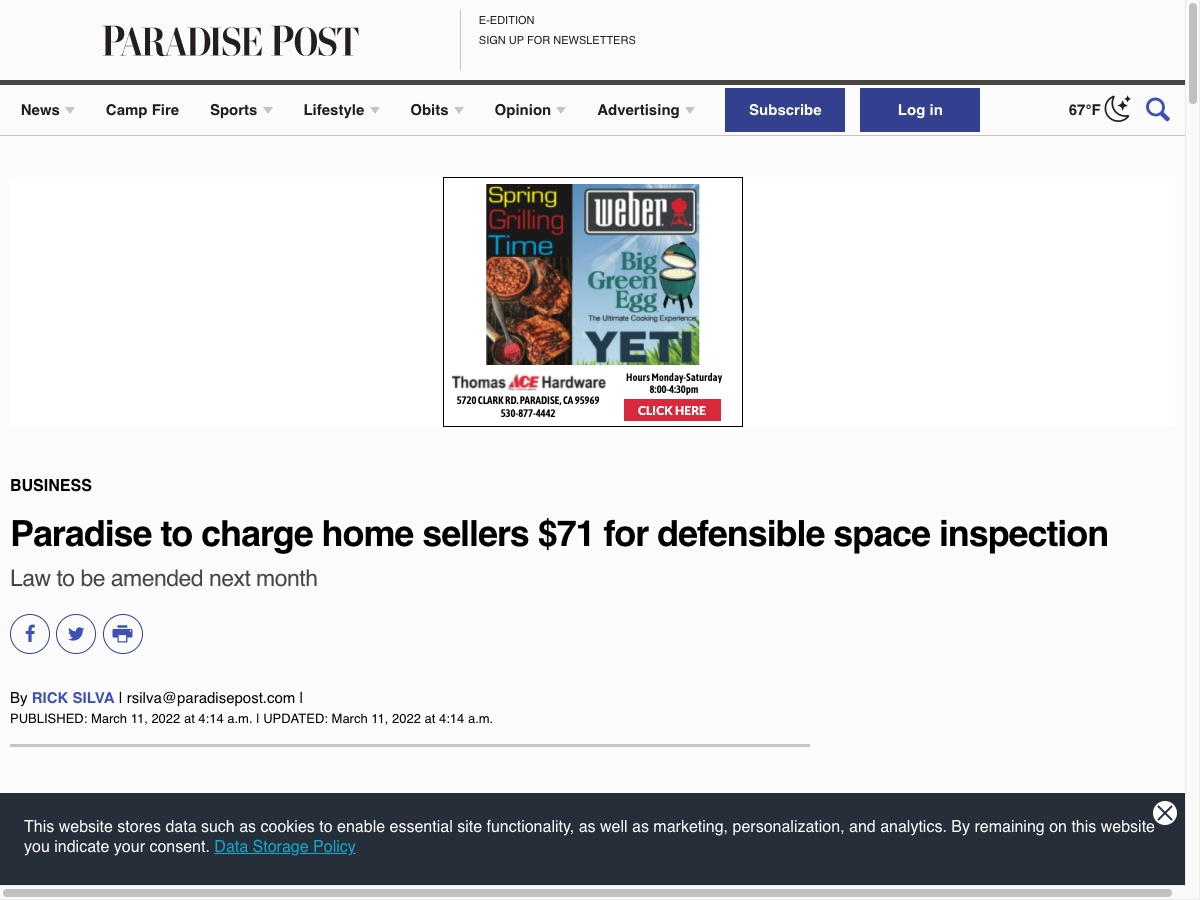 PARADISE POST
E-EDITION
SIGN UP FOR NEWSLETTERS
News
Camp Fire
Sports
Lifestyle
Obits
Opinion
Advertising
Subscribe
Log in
67°F
Spring
Grilling
Time
weber
Big
Green
Egg
The Ultimate Cooking Experience
YETI
Thomas ACE Hardware
5720 CLARK RD. PARADISE, CA 95969
530-877-4442
Hours Monday-Saturday
8:00-4:30pm
CLICK HERE
BUSINESS
Paradise to charge home sellers $71 for defensible space inspection
Law to be amended next month
By RICK SILVA | rsilva@paradisepost.com |
PUBLISHED: March 11, 2022 at 4:14 a.m. | UPDATED: March 11, 2022 at 4:14 a.m.
This website stores data such as cookies to enable essential site functionality, as well as marketing, personalization, and analytics. By remaining on this website
you indicate your consent. Data Storage Policy